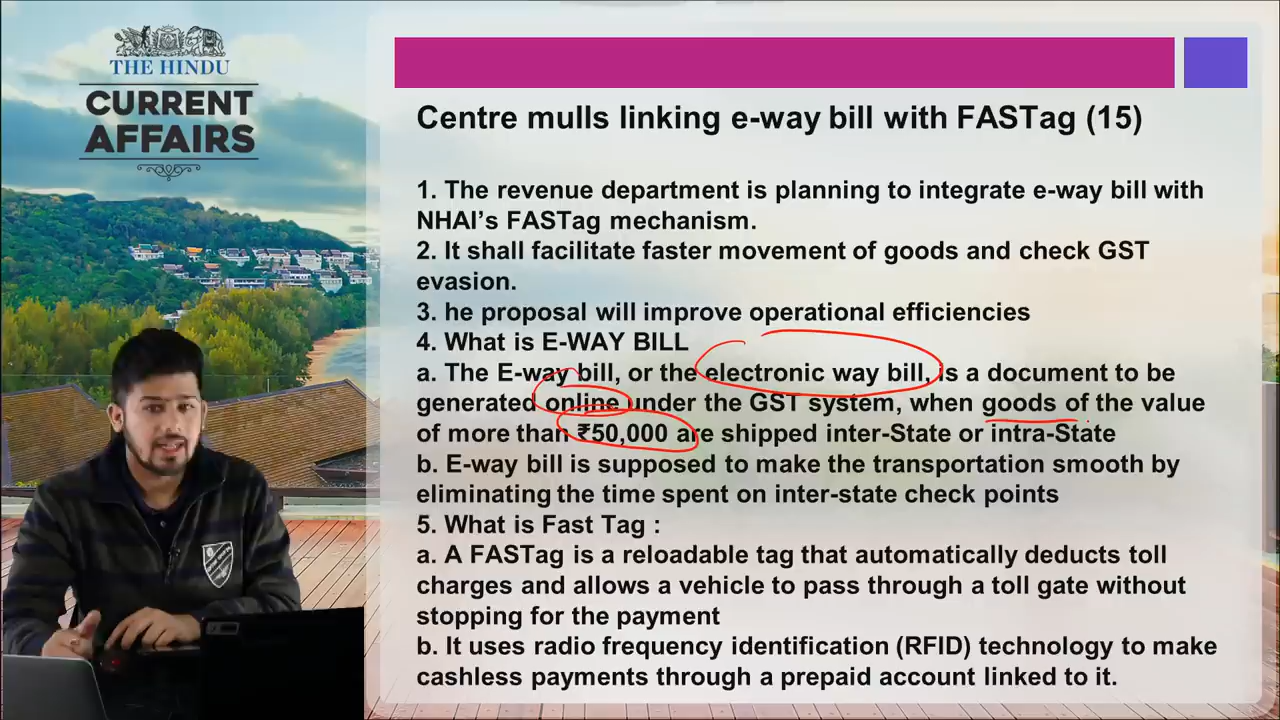 THE HINDU
CURRENT
AFFAIRS
Centre mulls linking e-way bill with FASTag (15)
1. The revenue department is planning to integrate e-way bill with
NHAI’s FASTag mechanism.
2. It shall facilitate faster movement of goods and check GST
evasion.
3. he proposal will improve operational efficiencies
4. What is E-WAY BILL
a. The E-way bill, or the electronic way bill, is a document to be
generated online under the GST system, when goods of the value
of more than ₹50,000 are shipped inter-State or intra-State
b. E-way bill is supposed to make the transportation smooth by
eliminating the time spent on inter-state check points
5. What is Fast Tag :
a. A FASTag is a reloadable tag that automatically deducts toll
charges and allows a vehicle to pass through a toll gate without
stopping for the payment
b. It uses radio frequency identification (RFID) technology to make
cashless payments through a prepaid account linked to it.